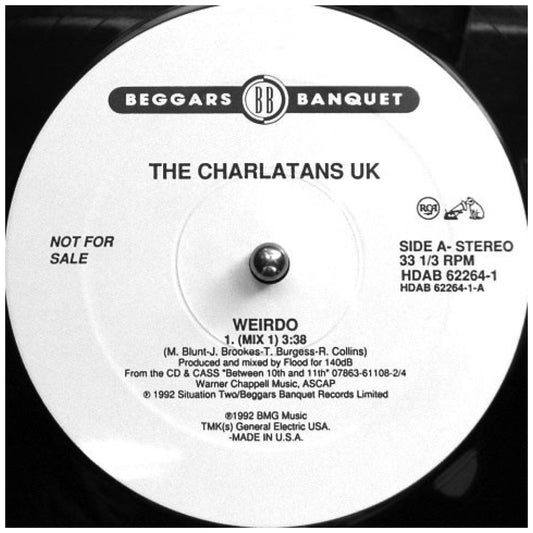 BEGGARS BB BANQUET
THE CHARLATANS UK
RCA
NOT FOR
SALE
SIDE A- STEREO
33 1/3 RPM
HDAB 62264-1
HDAB 62264-1-A
WEIRDO
1. (MIX 1) 3:38
(M. Blunt-J. Brookes-T. Burgess-R. Collins)
Produced and mixed by Flood for 140dB
From the CD & CASS "Between 10th and 11th" 07863-61108-2/4
Warner Chappell Music, ASCAP
℗ 1992 Situation Two/Beggars Banquet Records Limited
®1992 BMG Music
TMK(s) General Electric USA.
-MADE IN U.S.A.